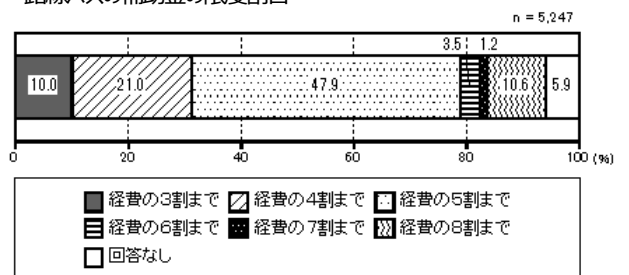 n = 5,247
3.5 1.2
10.0 21.0 47.9 10.6 5.9
0 20 40 60 80 100 (%)
経費の3割まで 経費の4割まで 経費の5割まで
経費の6割まで 経費の7割まで 経費の8割まで
回答なし